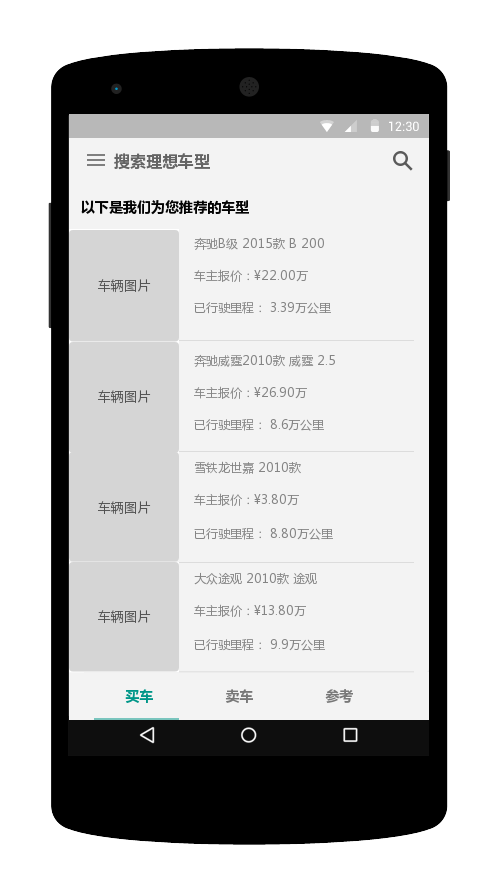 12:30
搜索理想车型
以下是我们为您推荐的车型
车辆图片
奔驰B级 2015款 B 200
车主报价：¥22.00万
已行驶里程： 3.39万公里
车辆图片
奔驰威霆2010款 威霆 2.5
车主报价：¥26.90万
已行驶里程： 8.6万公里
车辆图片
雪铁龙世嘉 2010款
车主报价：¥3.80万
已行驶里程： 8.80万公里
车辆图片
大众途观 2010款 途观
车主报价：¥13.80万
已行驶里程： 9.9万公里
买车 卖车 参考